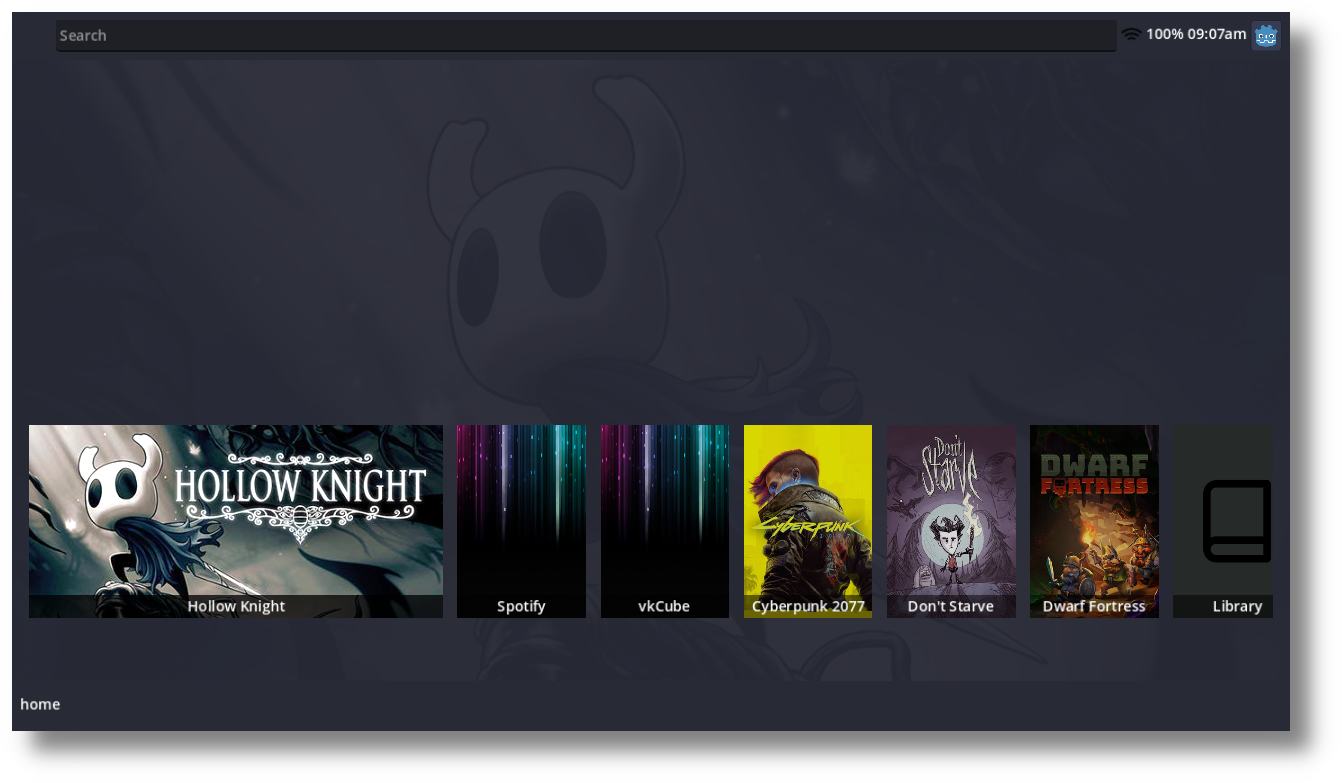 Search
100% 09:07am
HOLLOW KNIGHT
Hollow Knight
Spotify
vkCube
CYBERPUNK
Cyberpunk 2077
Don't
Starve
Don't Starve
DWARF
FORTRESS
Dwarf Fortress
Library
home